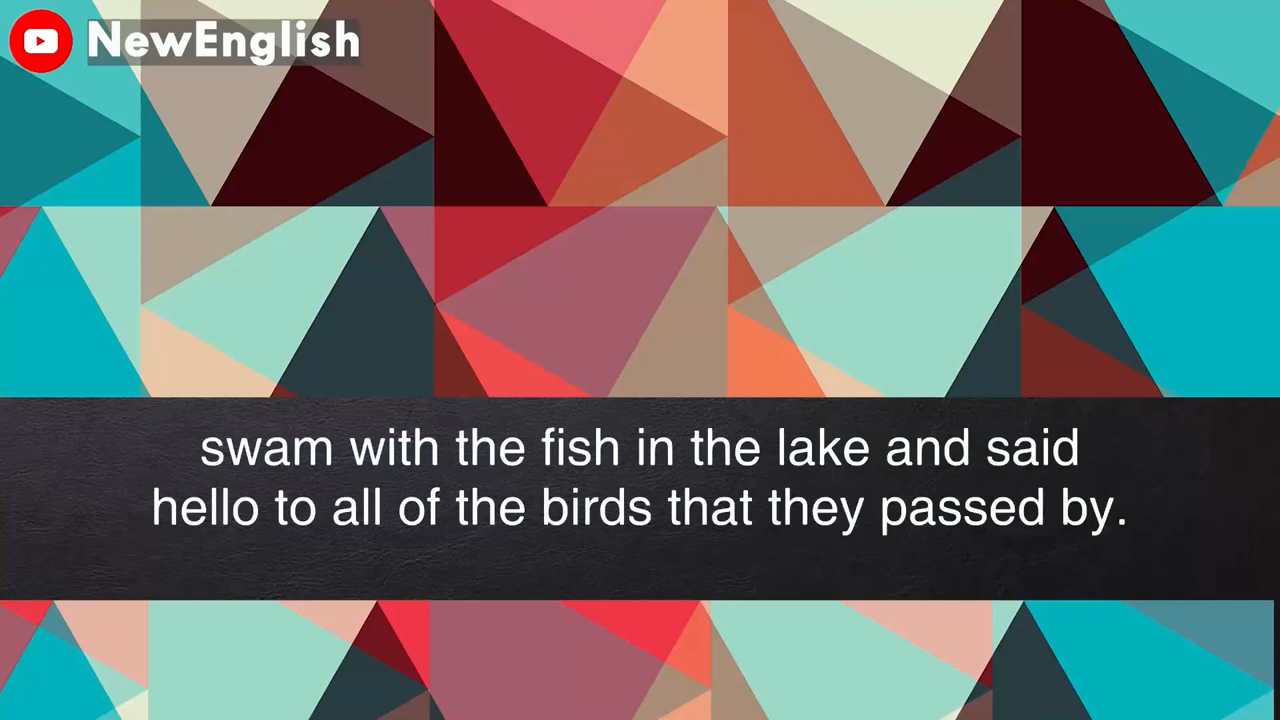 NewEnglish
swam with the fish in the lake and said
hello to all of the birds that they passed by.